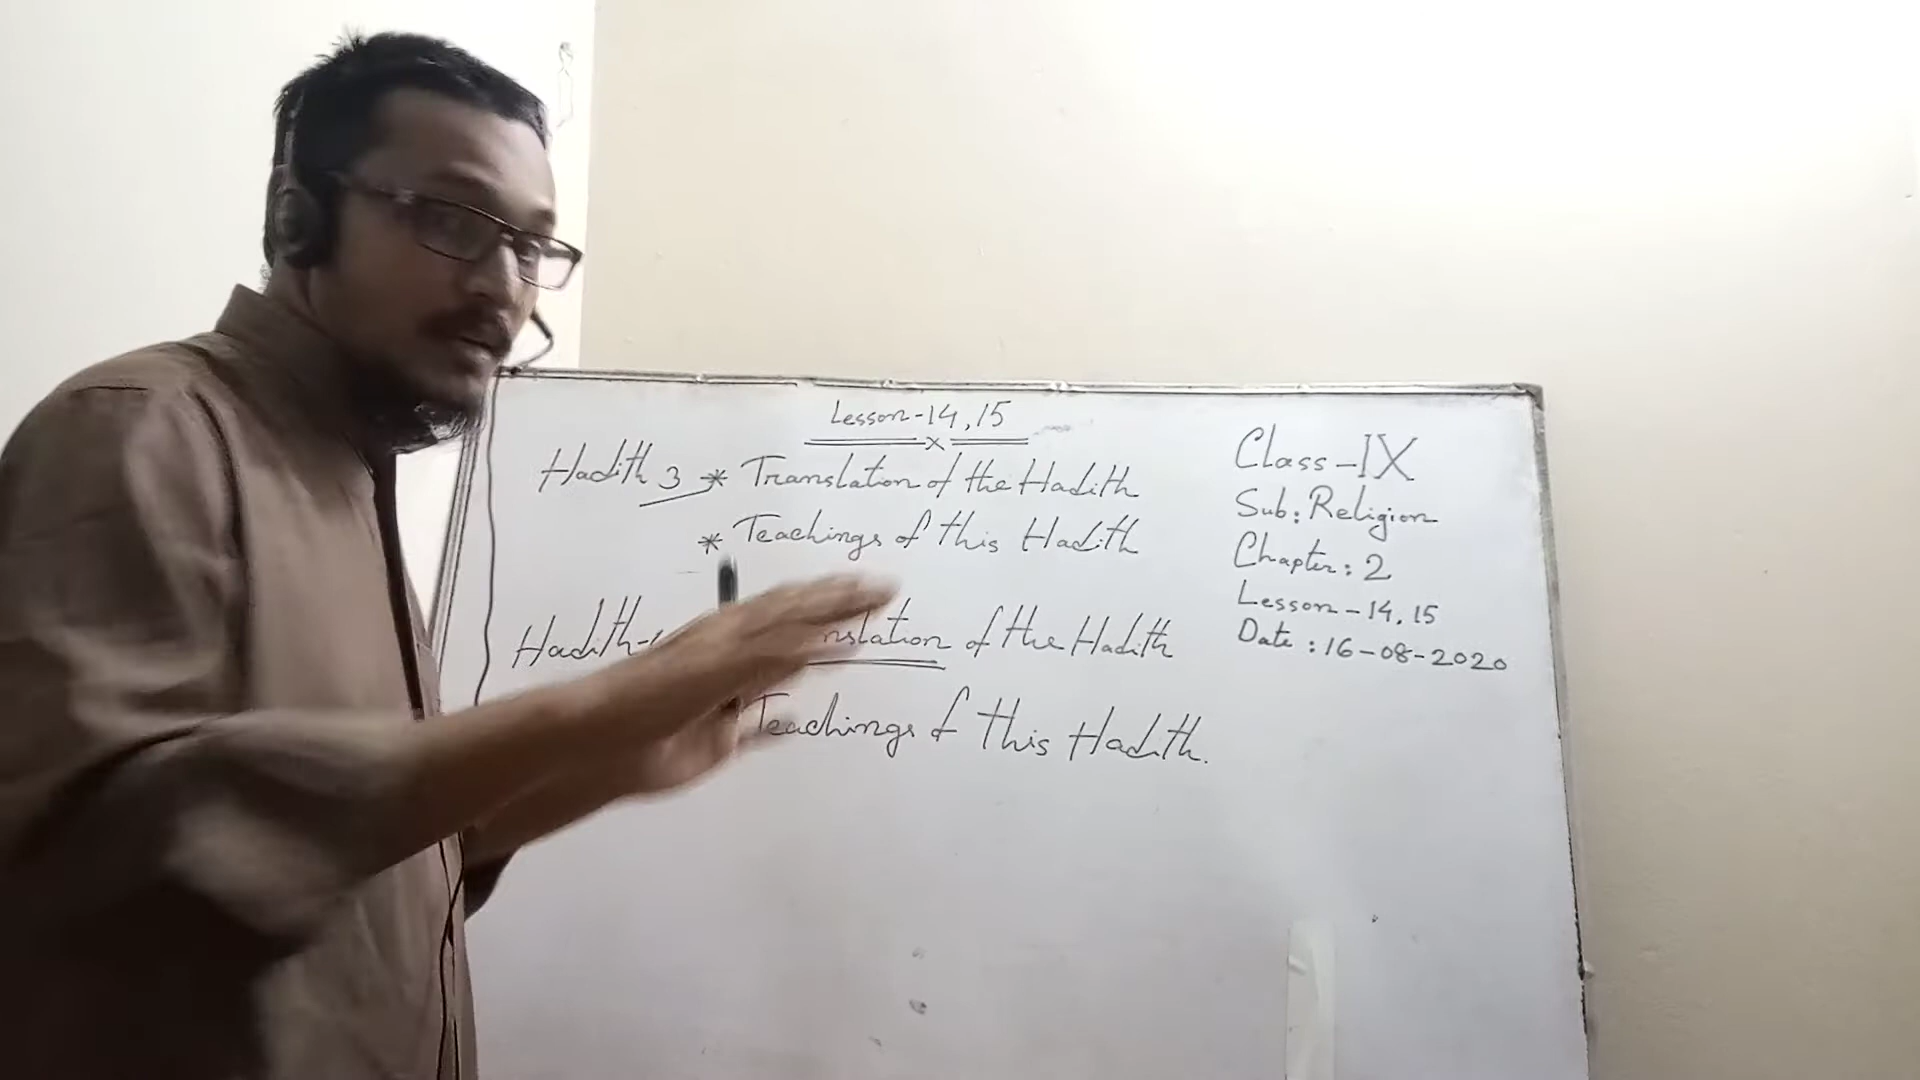 Lesson-14,15
x
Hadith 3 * Translation of the Hadith
* Teachings of this Hadith
Hadith- of the Hadith
Teachings of this Hadith.
Class-IX
Sub: Religion
Chapter: 2
Lesson-14,15
Date: 16-08-2020